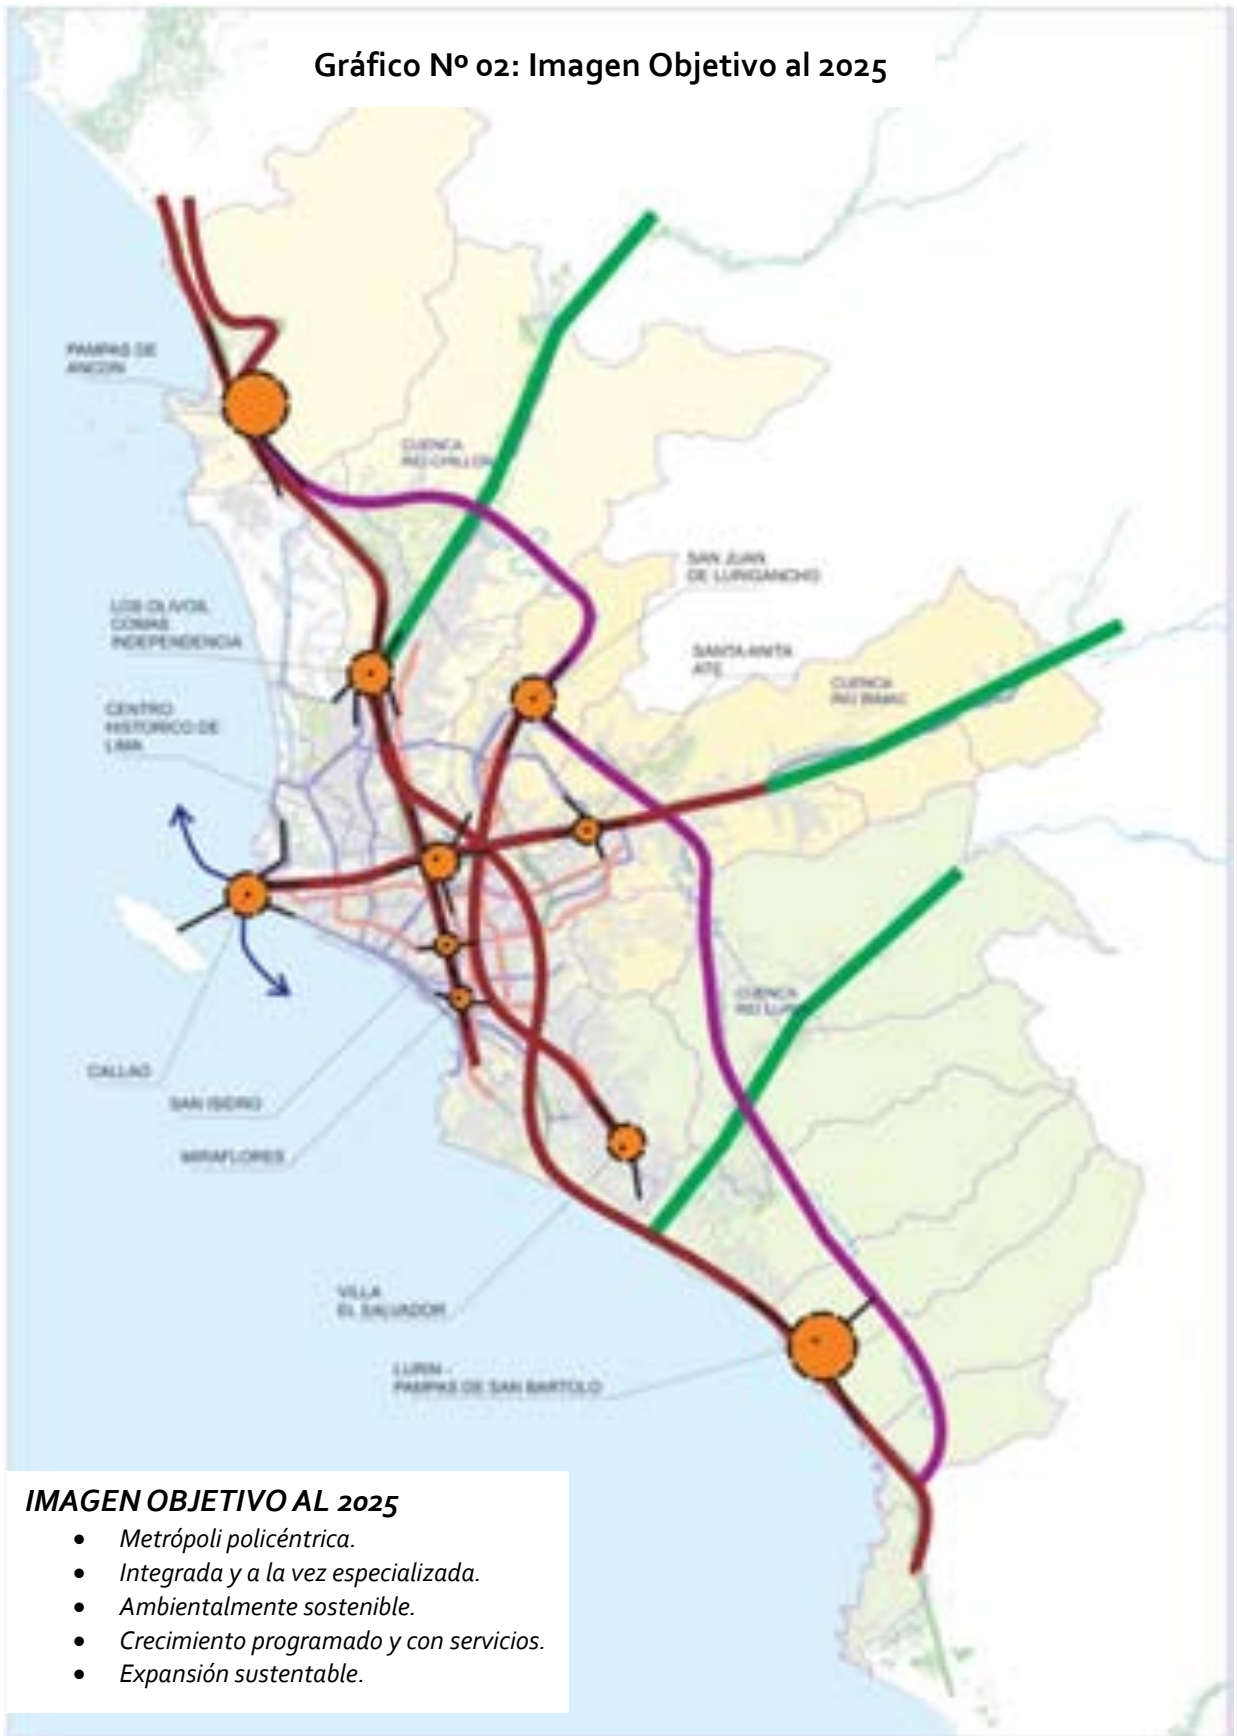 Gráfico Nº 02: Imagen Objetivo al 2025
PAMPAS DE
ANCON
CUENCA
RIO CHILLON
SAN JUAN
DE LURIGANCHO
LOS OLIVOS,
COMAS
INDEPENDENCIA
SANTA ANITA
ATE
CUENCA
RIO RIMAC
CENTRO
HISTORICO DE
LIMA
CUENCA
RIO LURIN
CALLAO
SAN ISIDRO
MIRAFLORES
VILLA
EL SALVADOR
LURIN -
PAMPAS DE SAN BARTOLO
IMAGEN OBJETIVO AL 2025
• Metrópoli policéntrica.
• Integrada y a la vez especializada.
• Ambientalmente sostenible.
• Crecimiento programado y con servicios.
• Expansión sustentable.